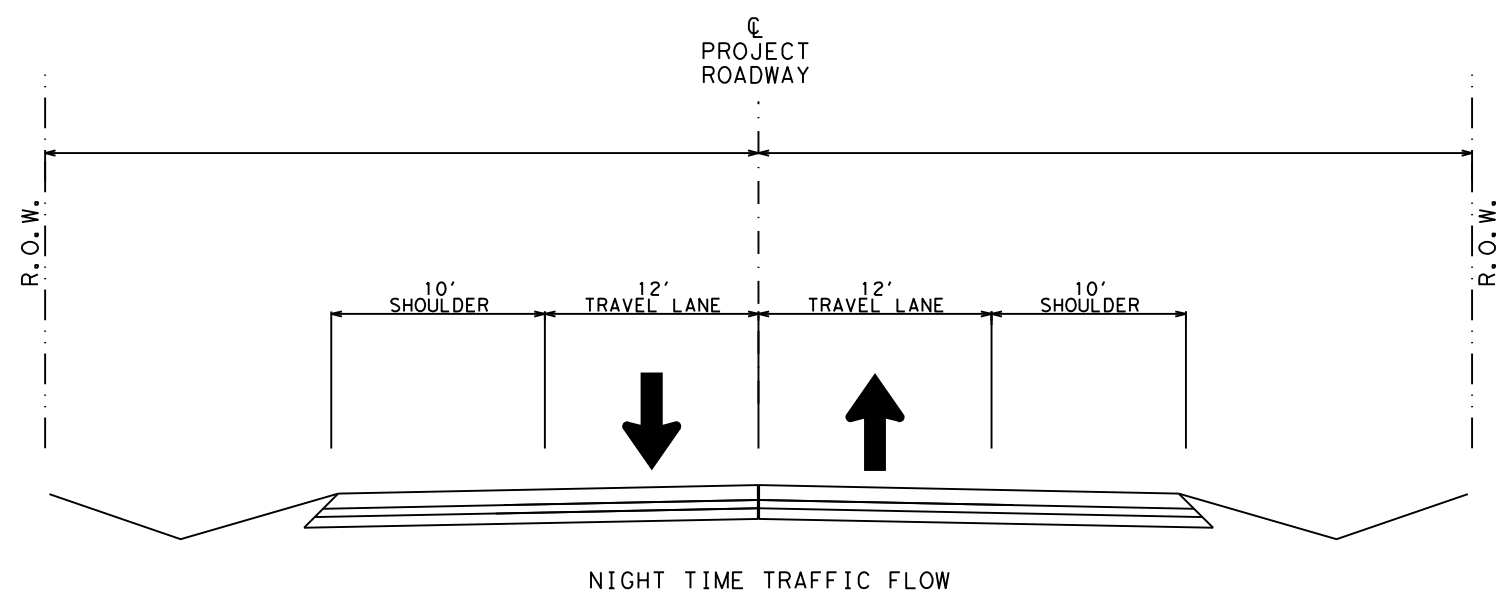 ℄
PROJECT
ROADWAY
R.O.W.
R.O.W.
10' 12' 12' 10'
SHOULDER TRAVEL LANE TRAVEL LANE SHOULDER
NIGHT TIME TRAFFIC FLOW